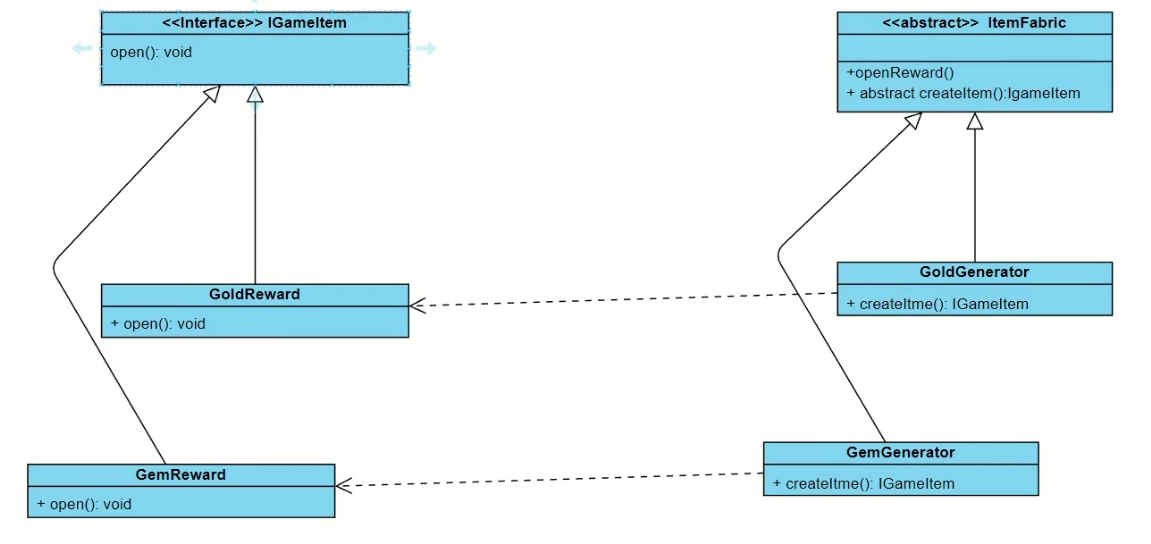 <<Interface>> IGameItem
open(): void
<<abstract>> ItemFabric
+openReward()
+ abstract createItem():IgameItem
GoldReward
+ open(): void
GoldGenerator
+ createItme(): IGameItem
GemReward
+ open(): void
GemGenerator
+ createItme(): IGameItem